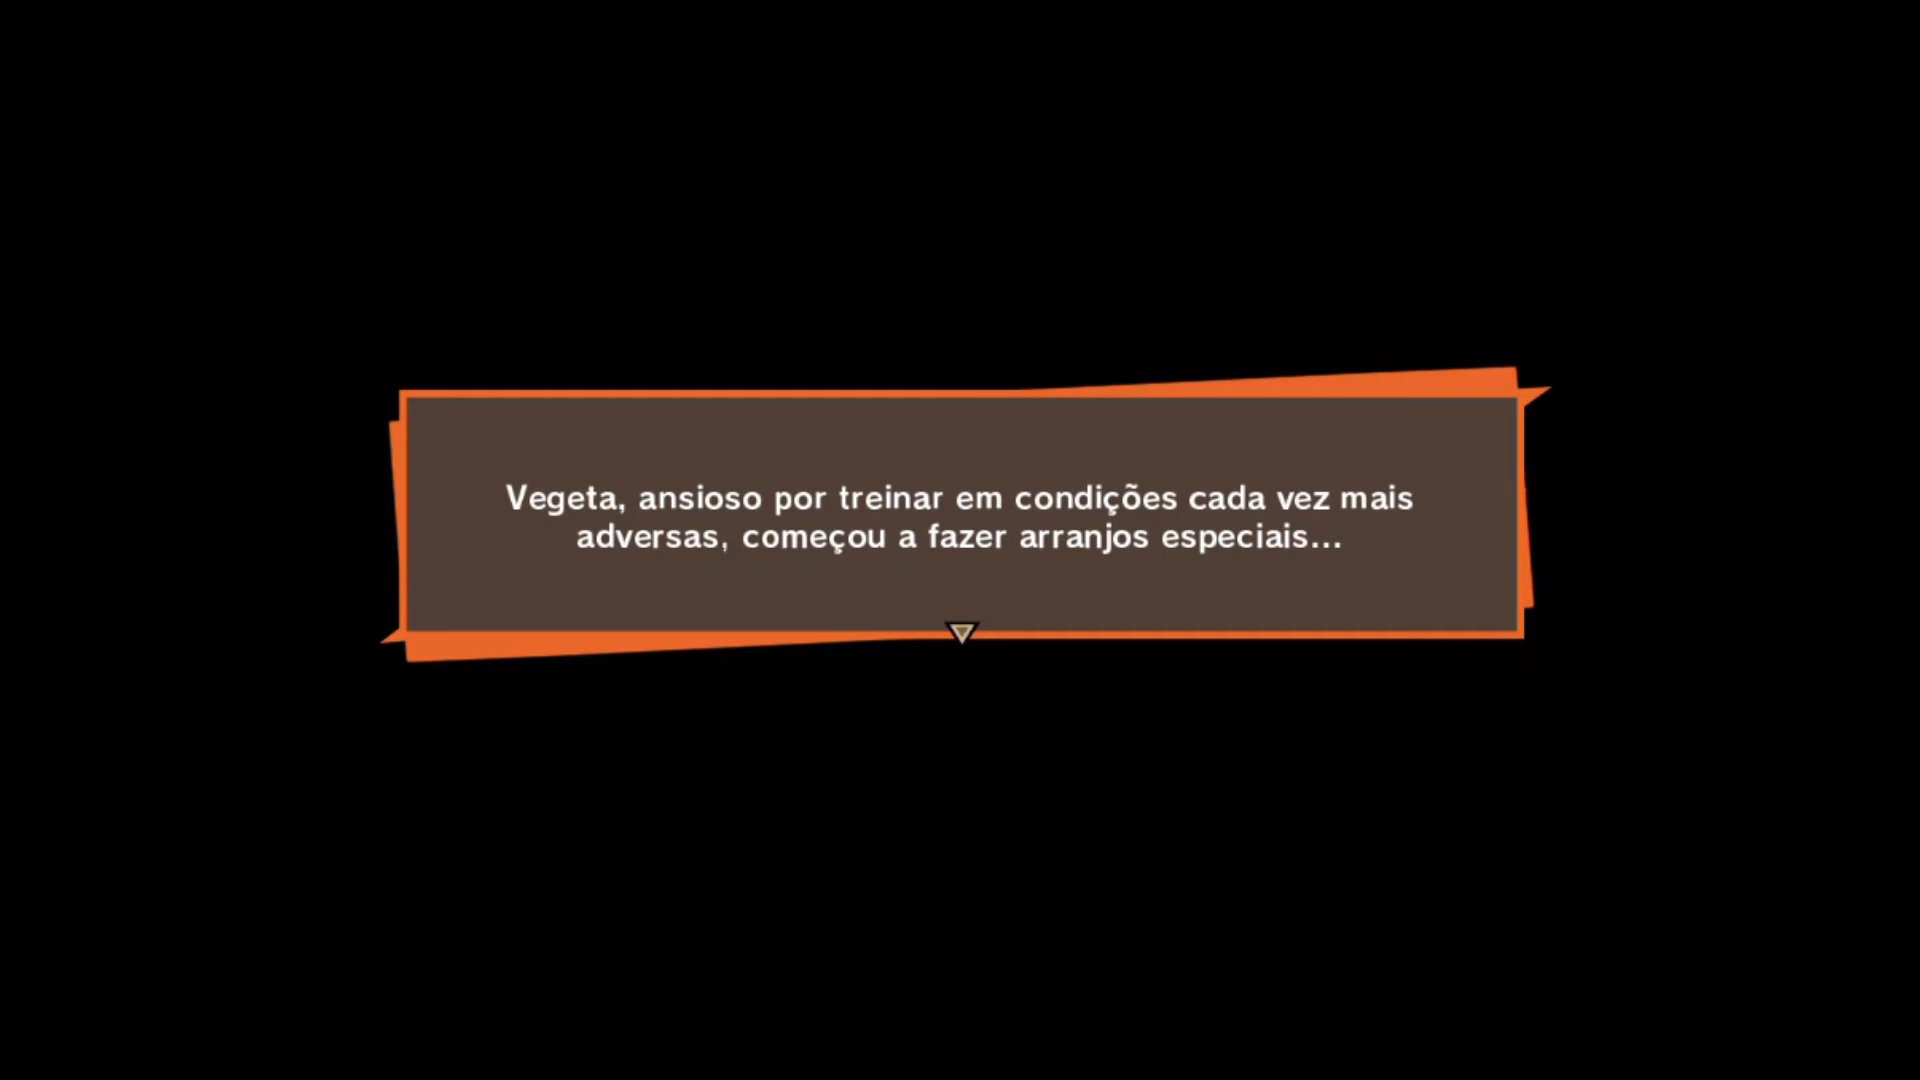 Vegeta, ansioso por treinar em condições cada vez mais
adversas, começou a fazer arranjos especiais...